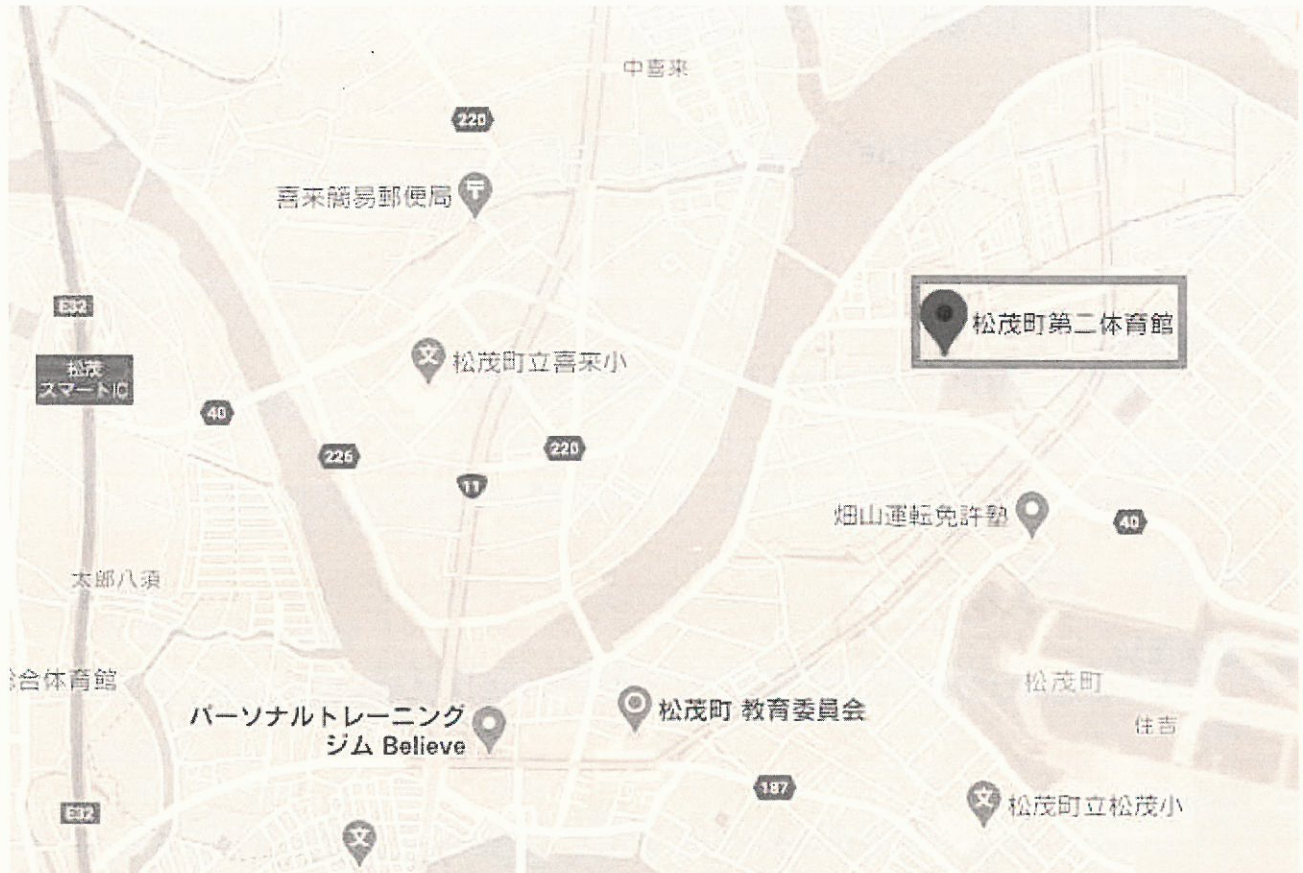 中喜来
220
喜来簡易郵便局
E32
松茂町第二体育館
松茂
スマートIC
松茂町立喜来小
40
226
220
11
畑山運転免許塾
40
太郎八須
合体育館
松茂町
パーソナルトレーニング
ジム Believe
松茂町 教育委員会
住吉
187
E32
松茂町立松茂小
文